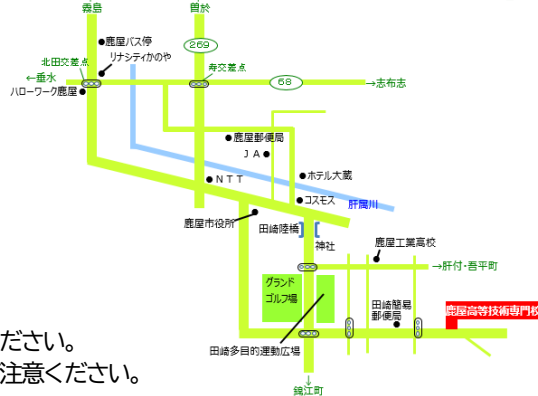 霧島
曽於
鹿屋バス停
269
リナシティかのや
北田交差点
寿交差点
←垂水
68
→志布志
ハローワーク鹿屋
鹿屋郵便局
JA
NTT
ホテル大蔵
コスモス
肝属川
鹿屋市役所
田崎陸橋
神社
鹿屋工業高校
→肝付・吾平町
グランド
ゴルフ場
田崎簡易
郵便局
鹿屋高等技術専門校
田崎多目的運動広場
ださい。
注意ください。
↓
錦江町